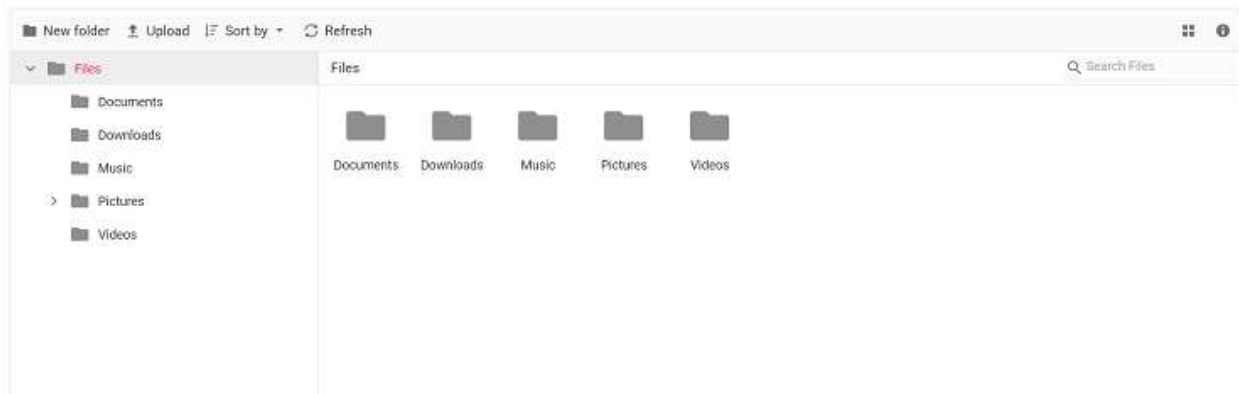 New folder Upload Sort by Refresh
Files
Documents
Downloads
Music
Pictures
Videos
Files Search Files
Documents Downloads Music Pictures Videos